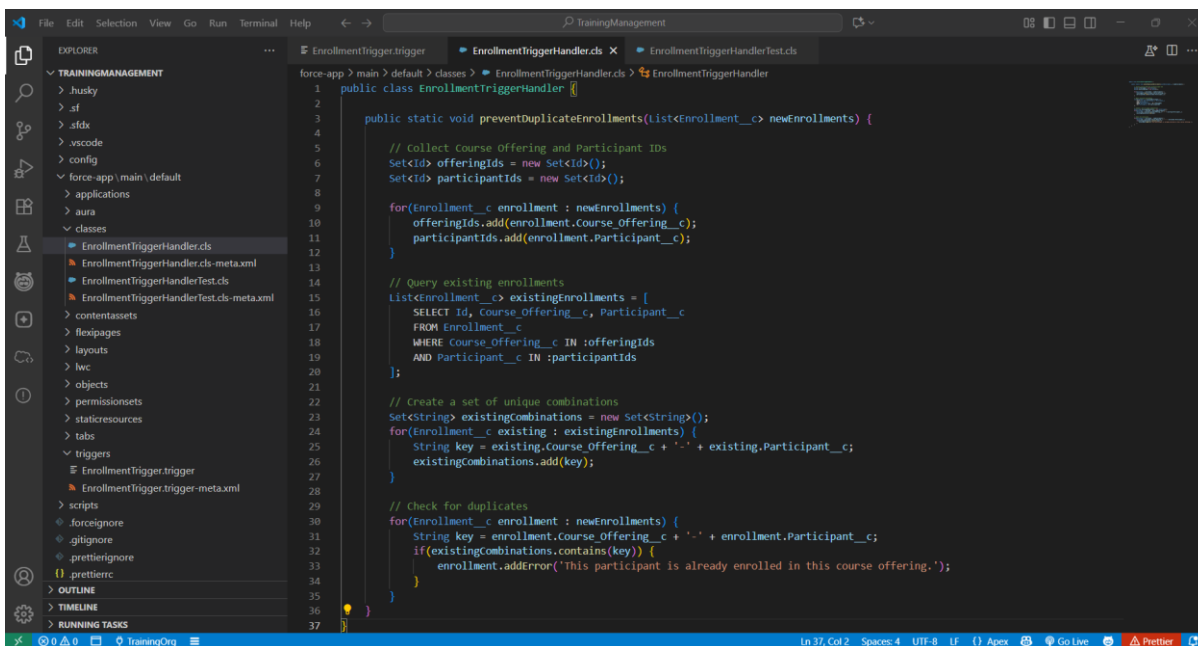 File Edit Selection View Go Run Terminal Help
TrainingManagement
EXPLORER
TRAININGMANAGEMENT
.husky
.sf
.sfdx
.vscode
config
force-app\main\default
applications
aura
classes
EnrollmentTriggerHandler.cls
EnrollmentTriggerHandler.cls-meta.xml
EnrollmentTriggerHandlerTest.cls
EnrollmentTriggerHandlerTest.cls-meta.xml
contentassets
flexipages
layouts
lwc
objects
permissionsets
staticresources
tabs
triggers
EnrollmentTrigger.trigger
EnrollmentTrigger.trigger-meta.xml
scripts
.forceignore
.gitignore
.prettierignore
.prettierrc
OUTLINE
TIMELINE
RUNNING TASKS
EnrollmentTrigger.trigger EnrollmentTriggerHandler.cls EnrollmentTriggerHandlerTest.cls
force-app > main > default > classes > EnrollmentTriggerHandler.cls > EnrollmentTriggerHandler
1 public class EnrollmentTriggerHandler {
2
3 public static void preventDuplicateEnrollments(List<Enrollment__c> newEnrollments) {
4
5 // Collect Course Offering and Participant IDs
6 Set<Id> offeringIds = new Set<Id>();
7 Set<Id> participantIds = new Set<Id>();
8
9 for(Enrollment__c enrollment : newEnrollments) {
10 offeringIds.add(enrollment.Course_Offering__c);
11 participantIds.add(enrollment.Participant__c);
12 }
13
14 // Query existing enrollments
15 List<Enrollment__c> existingEnrollments = [
16 SELECT Id, Course_Offering__c, Participant__c
17 FROM Enrollment__c
18 WHERE Course_Offering__c IN :offeringIds
19 AND Participant__c IN :participantIds
20 ];
21
22 // Create a set of unique combinations
23 Set<String> existingCombinations = new Set<String>();
24 for(Enrollment__c existing : existingEnrollments) {
25 String key = existing.Course_Offering__c + '-' + existing.Participant__c;
26 existingCombinations.add(key);
27 }
28
29 // Check for duplicates
30 for(Enrollment__c enrollment : newEnrollments) {
31 String key = enrollment.Course_Offering__c + '-' + enrollment.Participant__c;
32 if(existingCombinations.contains(key)) {
33 enrollment.addError('This participant is already enrolled in this course offering.');
34 }
35 }
36 }
37 }
0 0 TrainingOrg Ln 37, Col 2 Spaces: 4 UTF-8 LF {} Apex Go Live Prettier